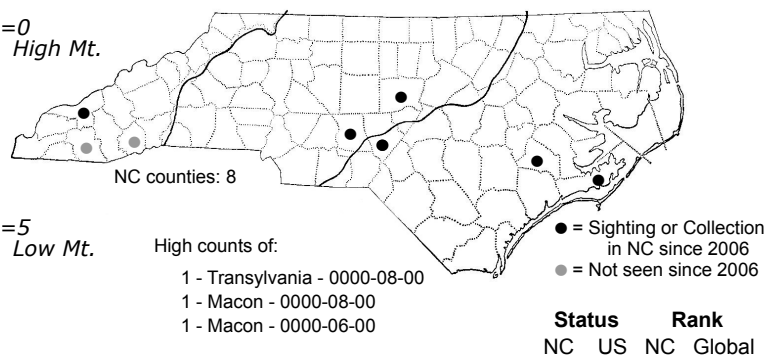 =0
High Mt.
NC counties: 8
=5
Low Mt.
High counts of:
1 - Transylvania - 0000-08-00
1 - Macon - 0000-08-00
1 - Macon - 0000-06-00
● = Sighting or Collection
in NC since 2006
● = Not seen since 2006
Status Rank
NC US NC Global